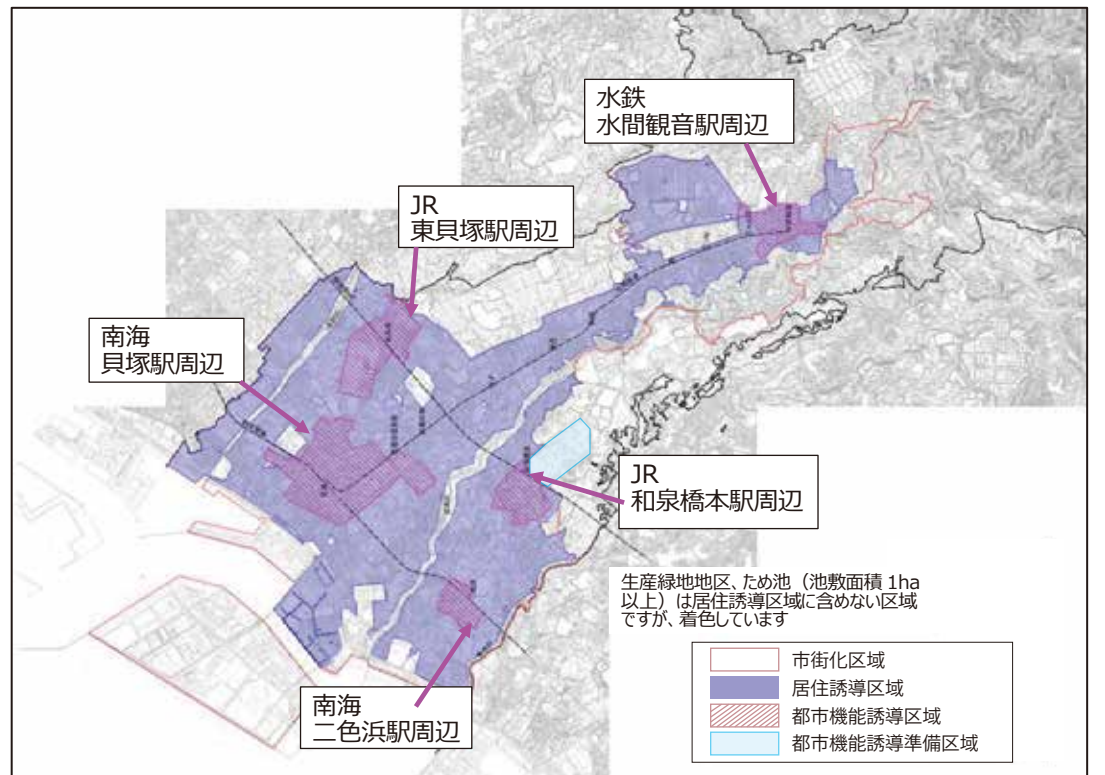 水鉄
水間観音駅周辺
JR
東貝塚駅周辺
南海
貝塚駅周辺
JR
和泉橋本駅周辺
南海
二色浜駅周辺
生産緑地地区、ため池（池敷面積 1ha
以上）は居住誘導区域に含めない区域
ですが、着色しています
市街化区域
居住誘導区域
都市機能誘導区域
都市機能誘導準備区域